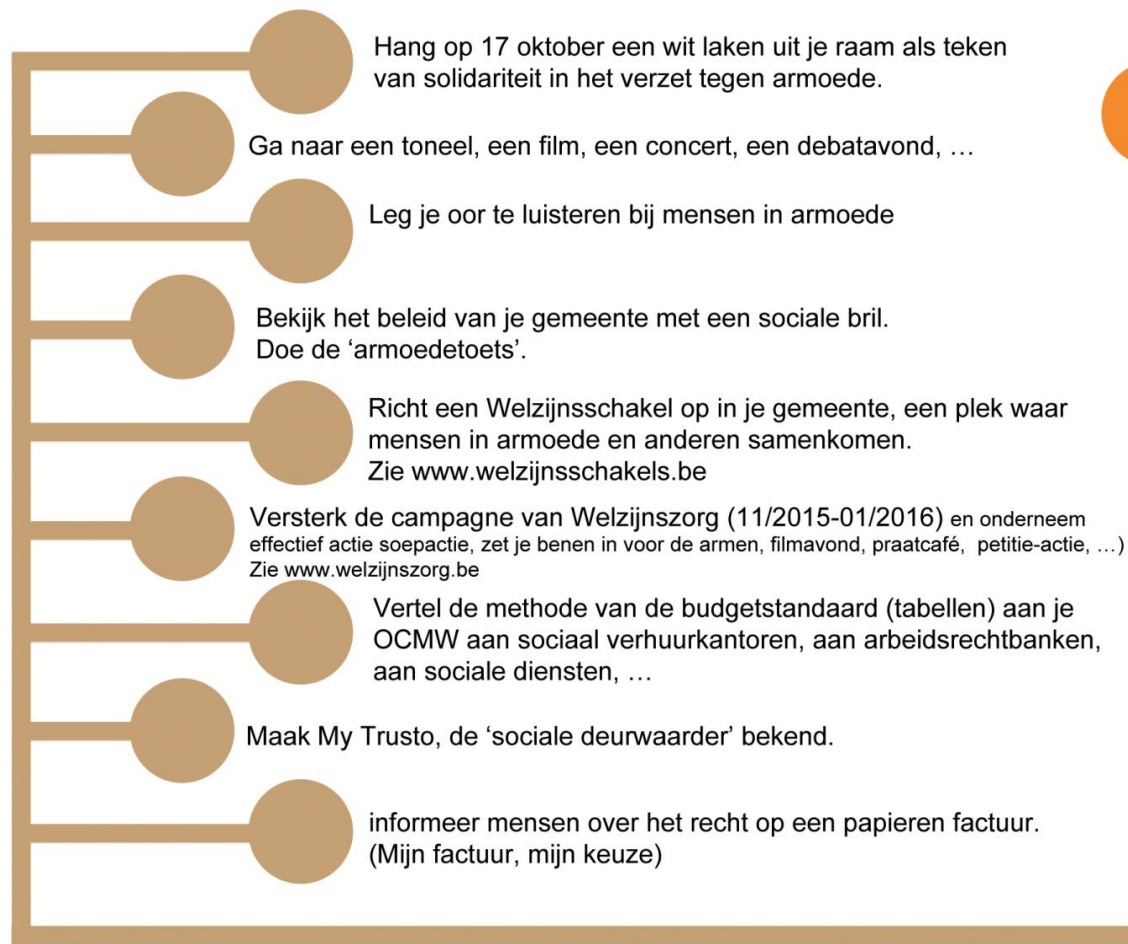 Hang op 17 oktober een wit laken uit je raam als teken
van solidariteit in het verzet tegen armoede.
Ga naar een toneel, een film, een concert, een debatavond, …
Leg je oor te luisteren bij mensen in armoede
Bekijk het beleid van je gemeente met een sociale bril.
Doe de ‘armoedetoets’.
Richt een Welzijnsschakel op in je gemeente, een plek waar
mensen in armoede en anderen samenkomen.
Zie www.welzijnsschakels.be
Versterk de campagne van Welzijnszorg (11/2015-01/2016) en onderneem
effectief actie soepactie, zet je benen in voor de armen, filmavond, praatcafé, petitie-actie, …)
Zie www.welzijnszorg.be
Vertel de methode van de budgetstandaard (tabellen) aan je
OCMW aan sociaal verhuurkantoren, aan arbeidsrechtbanken,
aan sociale diensten, …
Maak My Trusto, de ‘sociale deurwaarder’ bekend.
informeer mensen over het recht op een papieren factuur.
(Mijn factuur, mijn keuze)